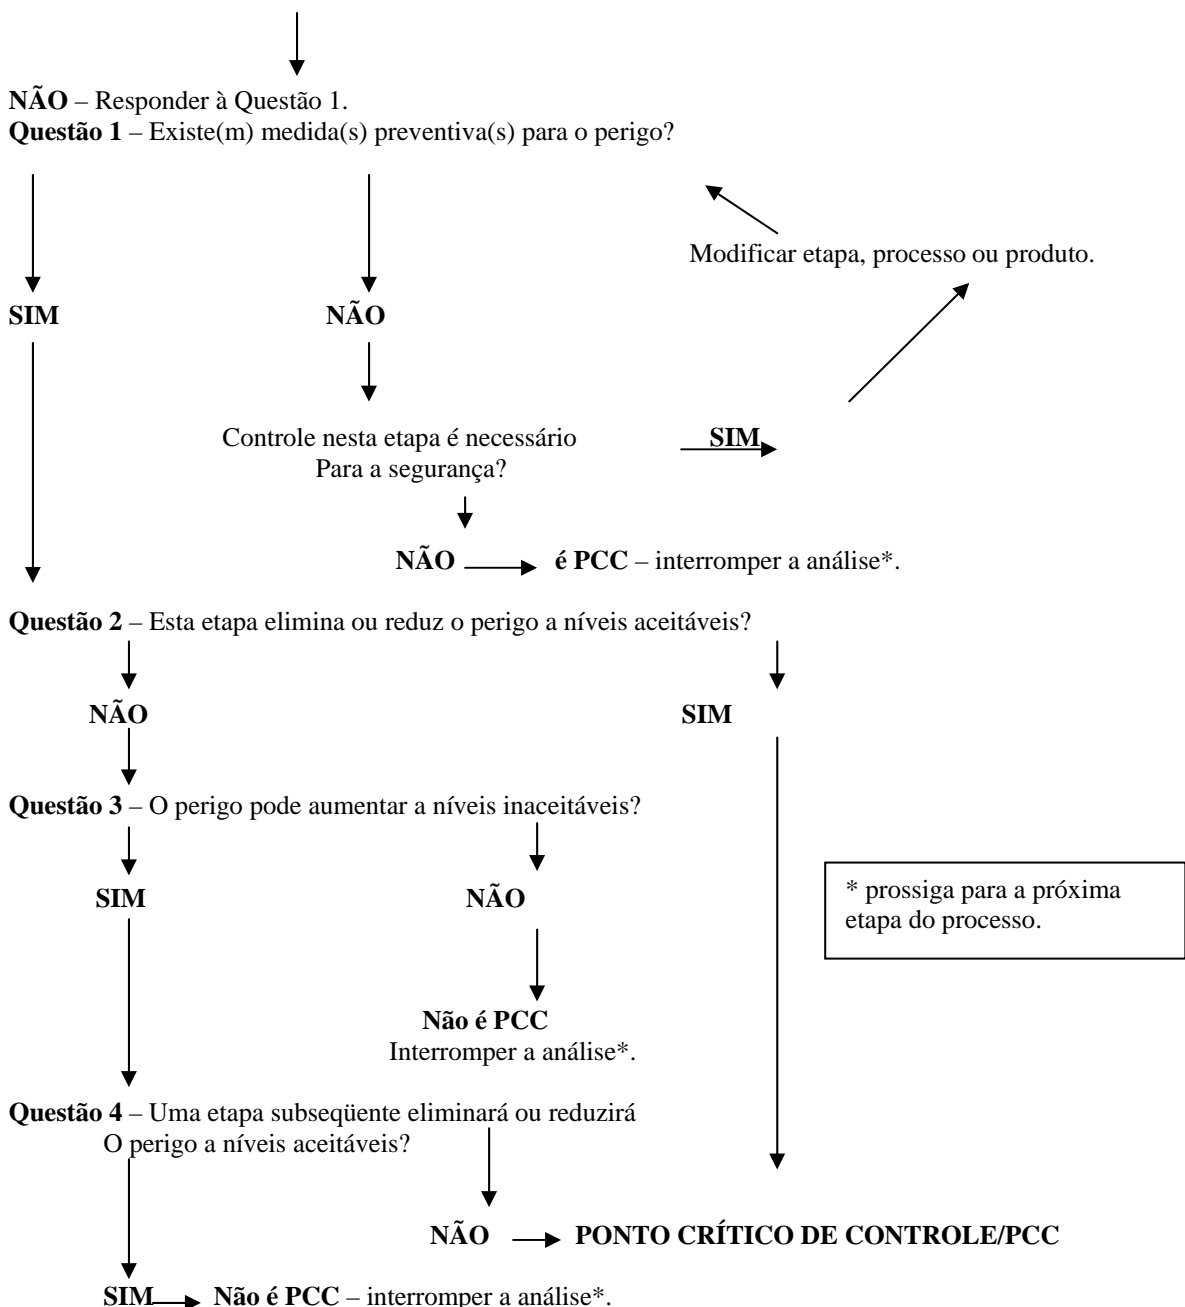 NÃO – Responder à Questão 1.
Questão 1 – Existe(m) medida(s) preventiva(s) para o perigo?
Modificar etapa, processo ou produto.
SIM NÃO
Controle nesta etapa é necessário SIM
Para a segurança?
NÃO é PCC – interromper a análise*.
Questão 2 – Esta etapa elimina ou reduz o perigo a níveis aceitáveis?
NÃO SIM
Questão 3 – O perigo pode aumentar a níveis inaceitáveis?
SIM NÃO
* prossiga para a próxima
etapa do processo.
Não é PCC
Interromper a análise*.
Questão 4 – Uma etapa subseqüente eliminará ou reduzirá
O perigo a níveis aceitáveis?
NÃO PONTO CRÍTICO DE CONTROLE/PCC
SIM Não é PCC – interromper a análise*.